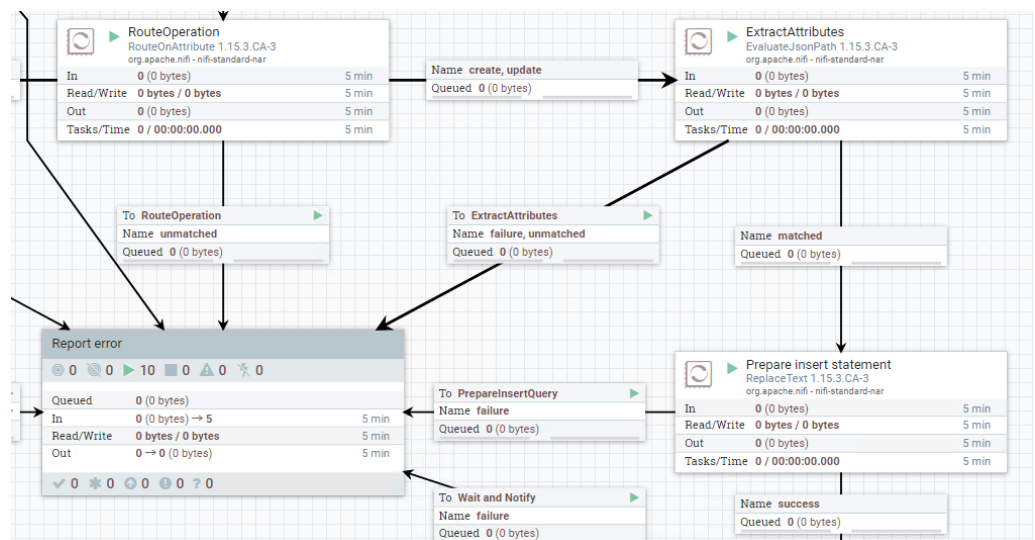 RouteOperation
RouteOnAttribute 1.15.3.CA-3
org.apache.nifi - nifi-standard-nar
In 0 (0 bytes) 5 min
Read/Write 0 bytes / 0 bytes 5 min
Out 0 (0 bytes) 5 min
Tasks/Time 0 / 00:00:00.000 5 min
Name create, update
Queued 0 (0 bytes)
ExtractAttributes
EvaluateJsonPath 1.15.3.CA-3
org.apache.nifi - nifi-standard-nar
In 0 (0 bytes) 5 min
Read/Write 0 bytes / 0 bytes 5 min
Out 0 (0 bytes) 5 min
Tasks/Time 0 / 00:00:00.000 5 min
To RouteOperation
Name unmatched
Queued 0 (0 bytes)
To ExtractAttributes
Name failure, unmatched
Queued 0 (0 bytes)
Name matched
Queued 0 (0 bytes)
Report error
0 0 10 0 0 0
Queued 0 (0 bytes)
In 0 (0 bytes) → 5 5 min
Read/Write 0 bytes / 0 bytes 5 min
Out 0 → 0 (0 bytes) 5 min
0 0 0 0 ? 0
To PrepareInsertQuery
Name failure
Queued 0 (0 bytes)
Prepare insert statement
ReplaceText 1.15.3.CA-3
org.apache.nifi - nifi-standard-nar
In 0 (0 bytes) 5 min
Read/Write 0 bytes / 0 bytes 5 min
Out 0 (0 bytes) 5 min
Tasks/Time 0 / 00:00:00.000 5 min
To Wait and Notify
Name failure
Queued 0 (0 bytes)
Name success
Queued 0 (0 bytes)